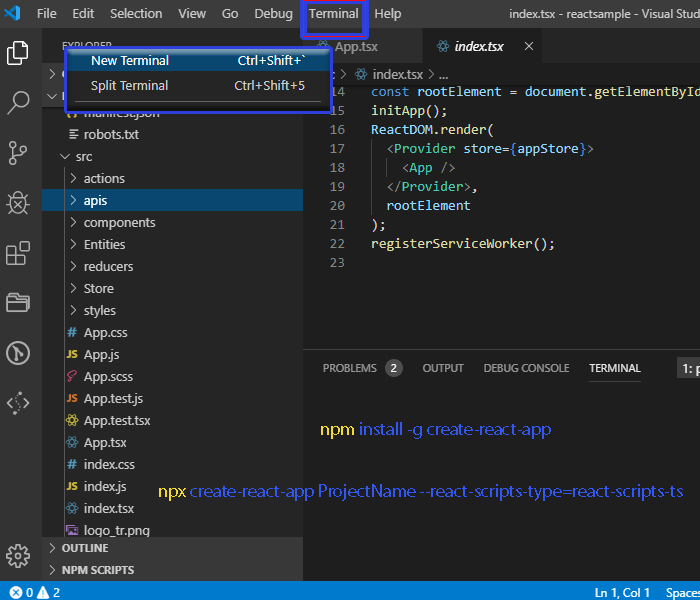 File Edit Selection View Go Debug Terminal Help index.tsx - reactsample - Visual Stud
EXPLORER
New Terminal Ctrl+Shift+`
Split Terminal Ctrl+Shift+5
App.tsx
index.tsx ×
index.tsx > ...
manifest.json
robots.txt
src
actions
apis
components
Entities
reducers
Store
styles
App.css
App.js
App.scss
App.test.js
App.test.tsx
App.tsx
index.css
index.js
index.tsx
logo_tr.png
OUTLINE
NPM SCRIPTS
14 const rootElement = document.getElementById
15 initApp();
16 ReactDOM.render(
17 <Provider store={appStore}>
18 <App />
19 </Provider>,
20 rootElement
21 );
22 registerServiceWorker();
23
PROBLEMS 2 OUTPUT DEBUG CONSOLE TERMINAL 1: p
npm install -g create-react-app
npx create-react-app ProjectName --react-scripts-type=react-scripts-ts
0 2 Ln 1, Col 1 Spaces